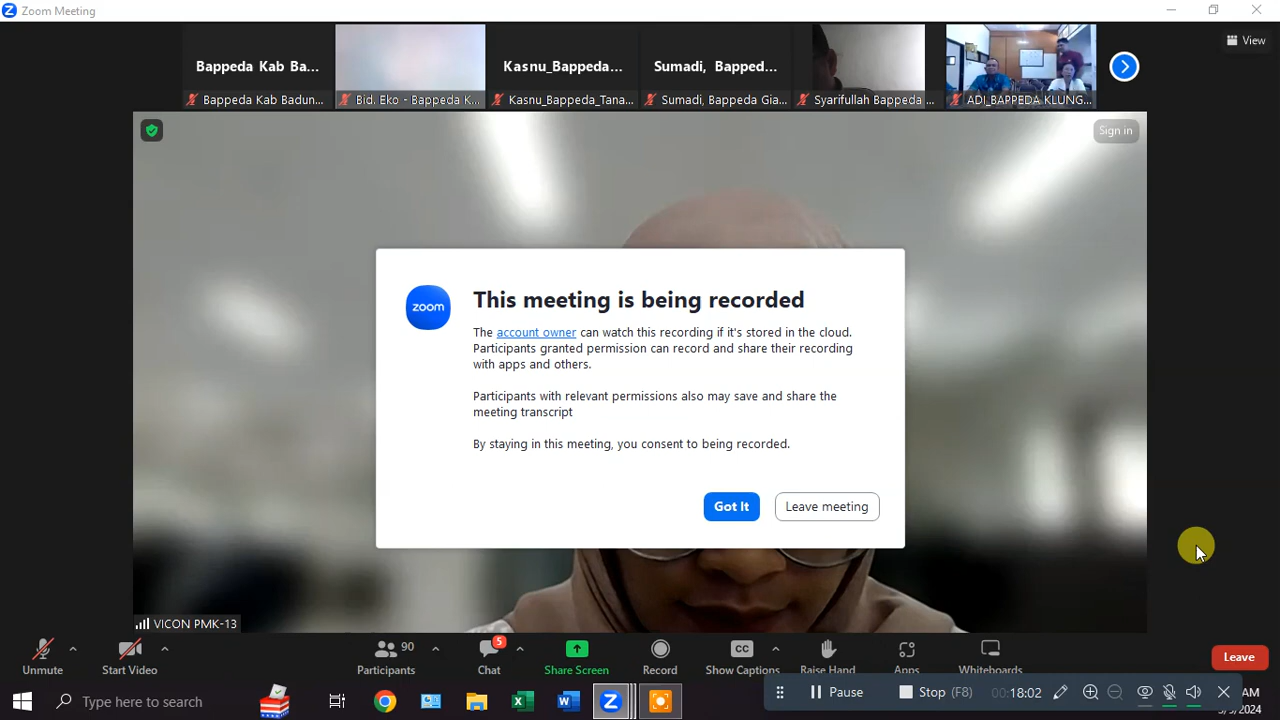 Zoom Meeting
View
Bappeda Kab Ba...
Kasnu_Bappeda...
Sumadi, Bapped...
Bappeda Kab Badun...
Bid. Eko - Bappeda K...
Kasnu_Bappeda_Tana...
Sumadi, Bappeda Gia...
Syarifullah Bappeda ...
ADI_BAPPEDA KLUNG...
Sign in
zoom
This meeting is being recorded
The account owner can watch this recording if it's stored in the cloud.
Participants granted permission can record and share their recording
with apps and others.
Participants with relevant permissions also may save and share the
meeting transcript
By staying in this meeting, you consent to being recorded.
Got It
Leave meeting
VICON PMK-13
90
5
CC
Unmute
Start Video
Participants
Chat
Share Screen
Record
Show Captions
Raise Hand
Apps
Whiteboards
Leave
Type here to search
Pause
Stop (F8)
00:18:02
AM